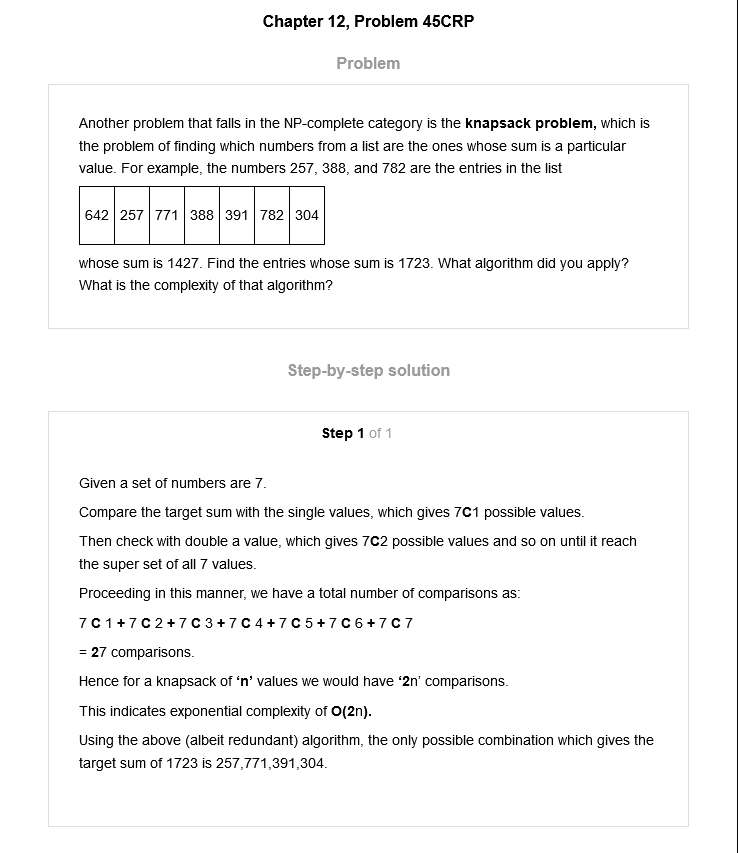 Chapter 12, Problem 45CRP
Problem
Another problem that falls in the NP-complete category is the knapsack problem, which is
the problem of finding which numbers from a list are the ones whose sum is a particular
value. For example, the numbers 257, 388, and 782 are the entries in the list
642 257 771 388 391 782 304
whose sum is 1427. Find the entries whose sum is 1723. What algorithm did you apply?
What is the complexity of that algorithm?
Step-by-step solution
Step 1 of 1
Given a set of numbers are 7.
Compare the target sum with the single values, which gives 7C1 possible values.
Then check with double a value, which gives 7C2 possible values and so on until it reach
the super set of all 7 values.
Proceeding in this manner, we have a total number of comparisons as:
7 C 1 + 7 C 2 + 7 C 3 + 7 C 4 + 7 C 5 + 7 C 6 + 7 C 7
= 27 comparisons.
Hence for a knapsack of ‘n’ values we would have ‘2n’ comparisons.
This indicates exponential complexity of O(2n).
Using the above (albeit redundant) algorithm, the only possible combination which gives the
target sum of 1723 is 257,771,391,304.